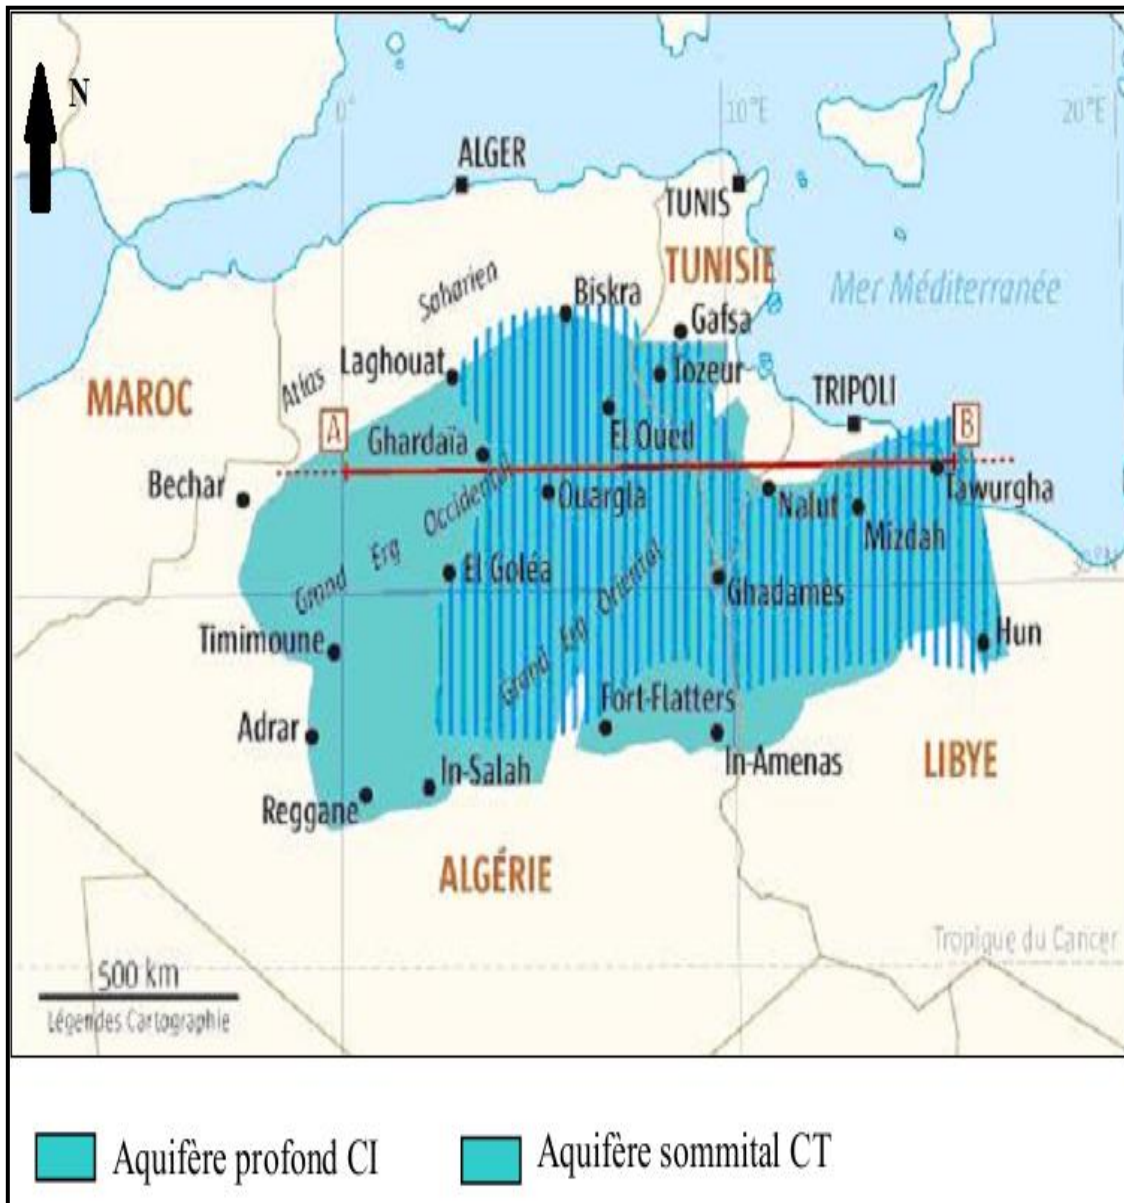 N
0°
10°E
20°E
ALGER
TUNIS
TUNISIE
Mer Méditerranée
Atlas Saharien
Biskra
Gafsa
Laghouat
Tozeur
MAROC
TRIPOLI
A
B
Ghardaïa
El Oued
Bechar
Ouargla
Nalut
Tawurgha
Mizdah
Grand Erg Occidental
El Goléa
Ghadamès
30°N
Grand Erg Oriental
Timimoune
Hun
Fort-Flatters
Adrar
In-Amenas
In-Salah
LIBYE
Reggane
ALGÉRIE
Tropique du Cancer
500 km
Légendes Cartographie
Aquifère profond CI
Aquifère sommital CT